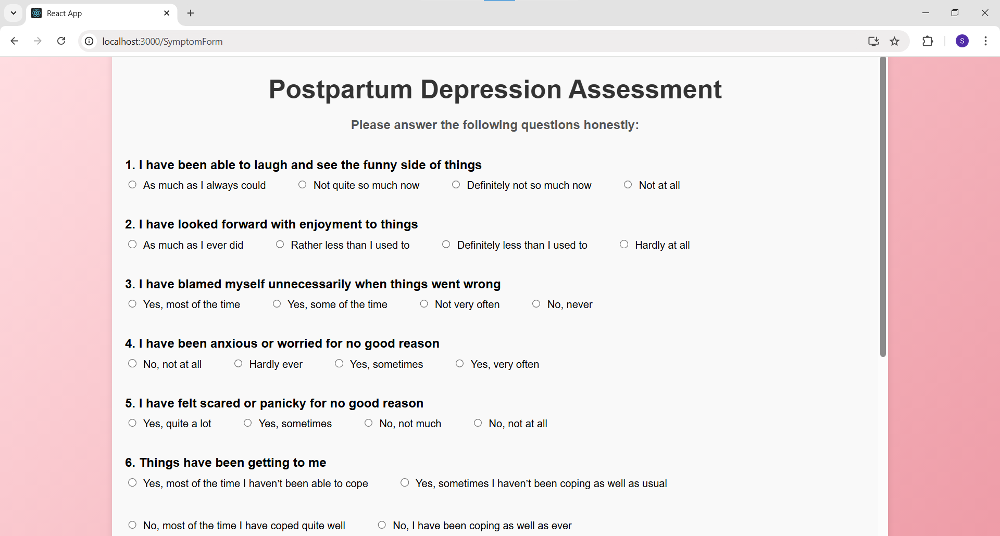 React App
localhost:3000/SymptomForm
S
Postpartum Depression Assessment
Please answer the following questions honestly:
1. I have been able to laugh and see the funny side of things
As much as I always could Not quite so much now Definitely not so much now Not at all
2. I have looked forward with enjoyment to things
As much as I ever did Rather less than I used to Definitely less than I used to Hardly at all
3. I have blamed myself unnecessarily when things went wrong
Yes, most of the time Yes, some of the time Not very often No, never
4. I have been anxious or worried for no good reason
No, not at all Hardly ever Yes, sometimes Yes, very often
5. I have felt scared or panicky for no good reason
Yes, quite a lot Yes, sometimes No, not much No, not at all
6. Things have been getting to me
Yes, most of the time I haven’t been able to cope Yes, sometimes I haven’t been coping as well as usual
No, most of the time I have coped quite well No, I have been coping as well as ever